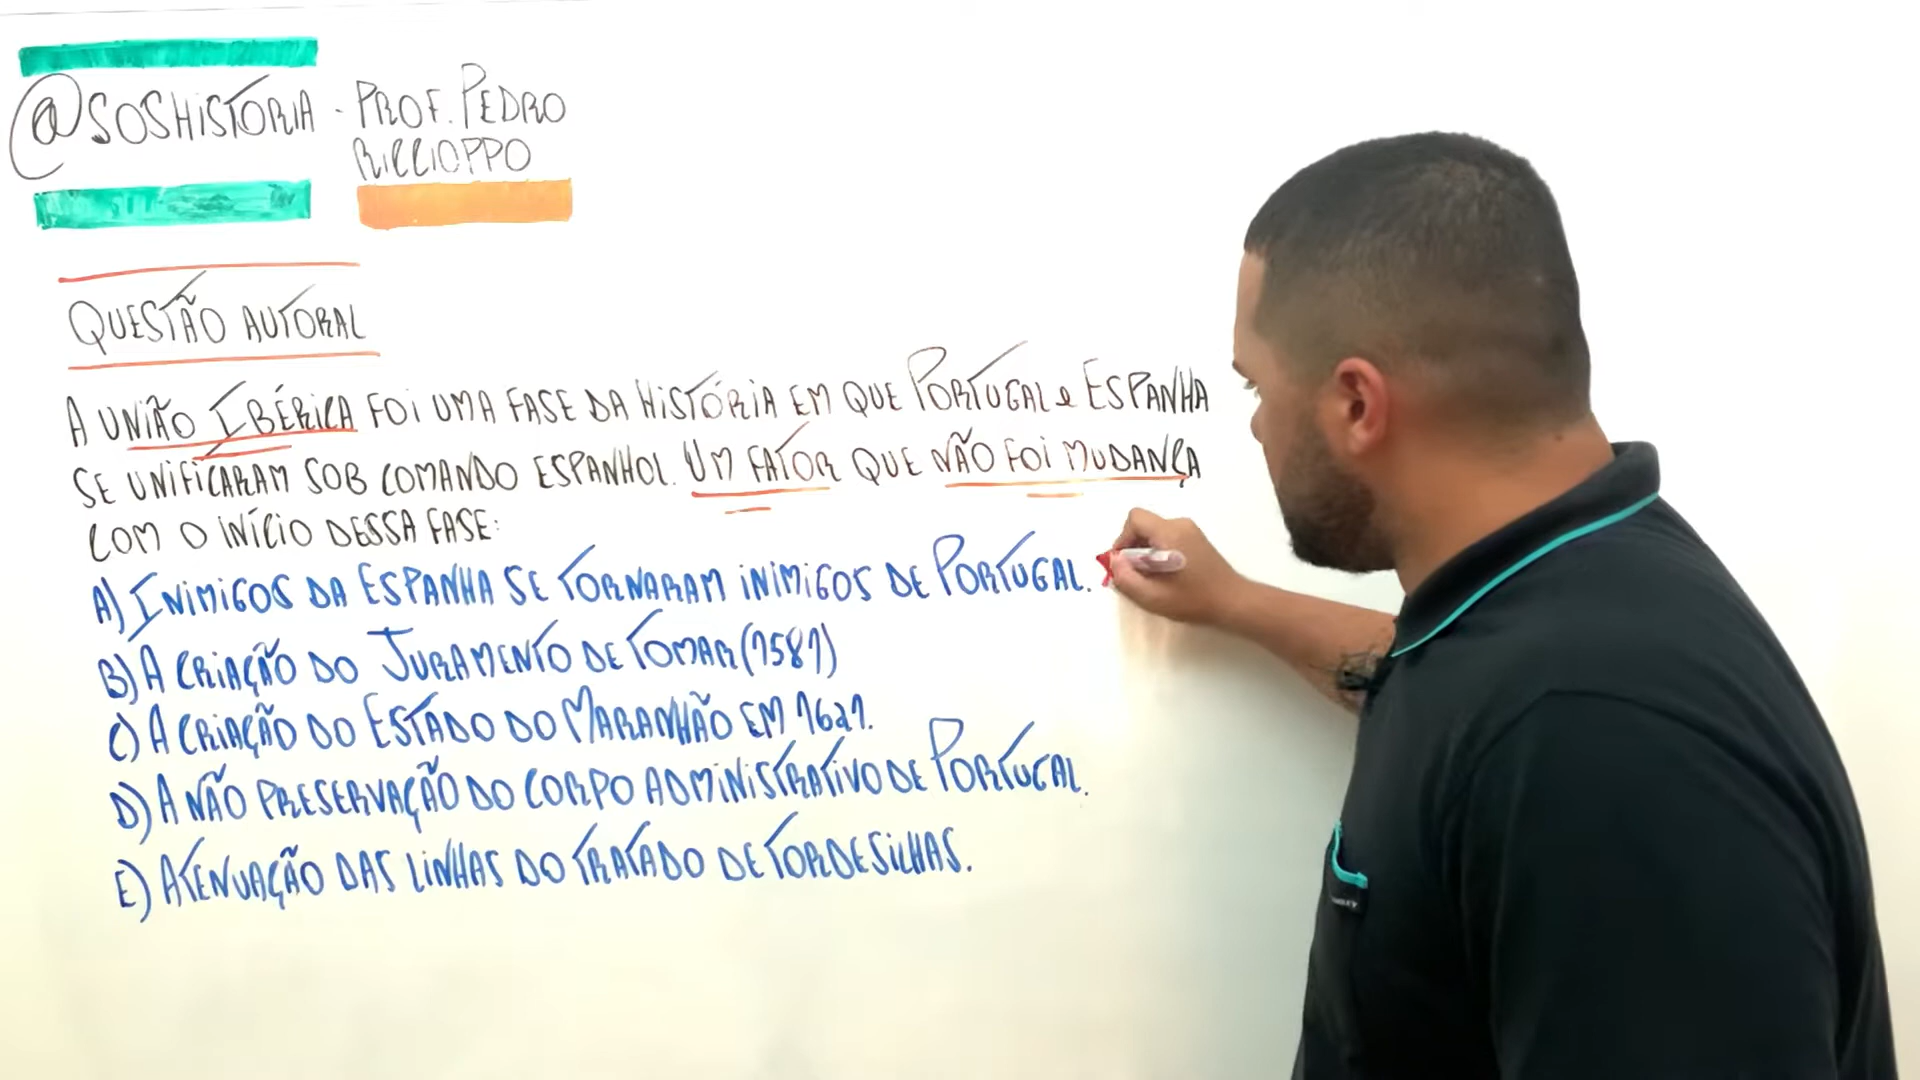 @SOSHISTORIA - PROF. PEDRO
RICCIOPPO
QUESTÃO AUTORAL
A UNIÃO IBÉRICA FOI UMA FASE DA HISTÓRIA EM QUE PORTUGAL e ESPANHA
SE UNIFICARAM SOB COMANDO ESPANHOL. UM FATOR QUE NÃO FOI MUDANÇA
COM O INÍCIO DESSA FASE:
A) INIMIGOS DA ESPANHA SE TORNARAM INIMIGOS DE PORTUGAL.
B) A CRIAÇÃO DO JURAMENTO DE TOMAR (1581)
C) A CRIAÇÃO DO ESTADO DO MARANHÃO EM 1621.
D) A NÃO PRESERVAÇÃO DO CORPO ADMINISTRATIVO DE PORTUGAL.
E) ATENUAÇÃO DAS LINHAS DO TRATADO DE TORDESILHAS.